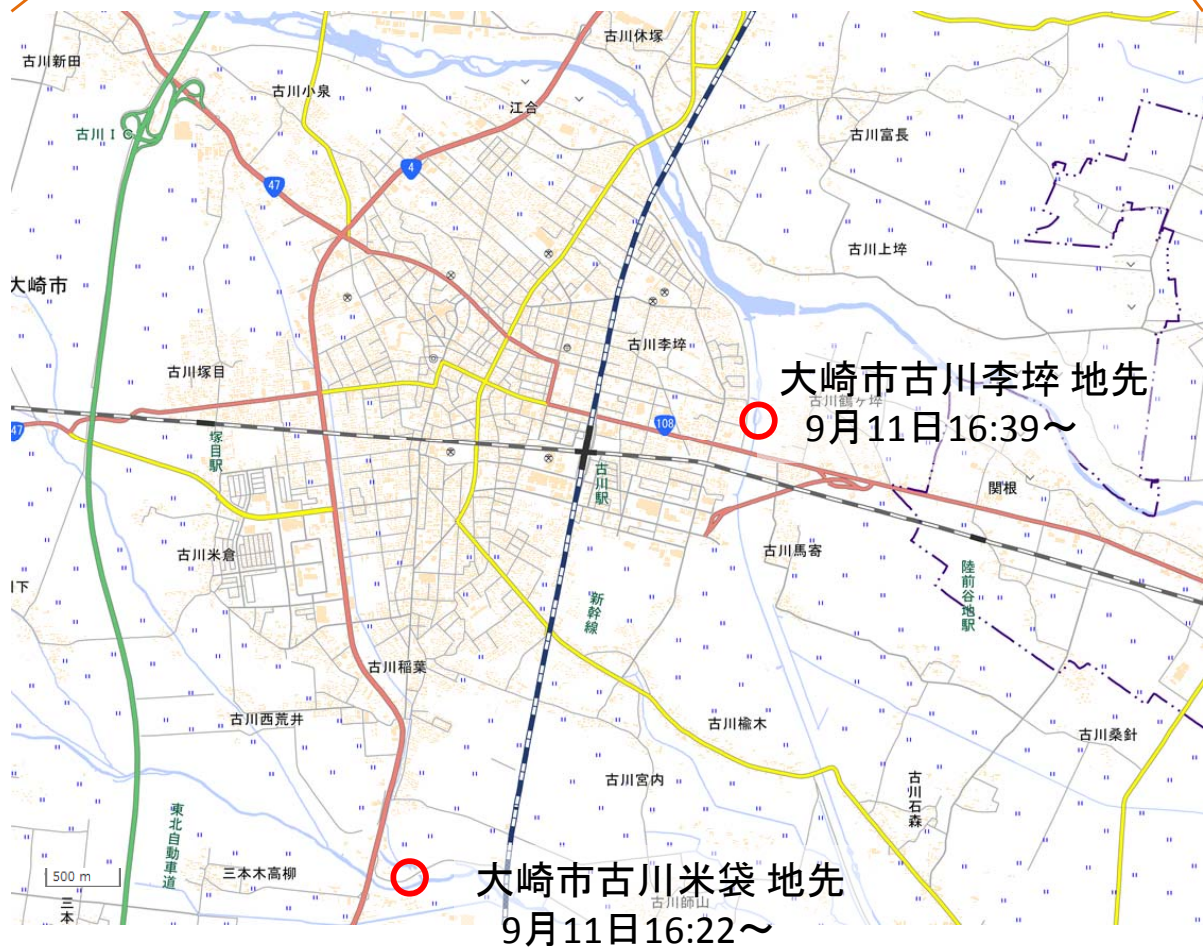 古川休塚
古川新田
古川小泉
江合
古川IC
古川富長
4
47
古川上埣
大崎市
古川李埣
古川塚目
大崎市古川李埣 地先
古川鶴ヶ埣
9月11日16:39～
108
47
塚目駅
古川駅
関根
古川米倉
古川馬寄
川下
陸前谷地駅
新幹線
古川稲葉
古川西荒井
古川楡木
古川桑針
古川宮内
古川石森
東北自動車道
500 m
三本木高柳
三本
大崎市古川米袋 地先
古川師山
9月11日16:22～